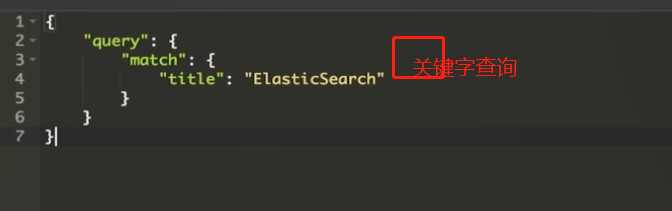 1 {
2 "query": {
3 "match": {
4 "title": "ElasticSearch" 关键字查询
5 }
6 }
7 }